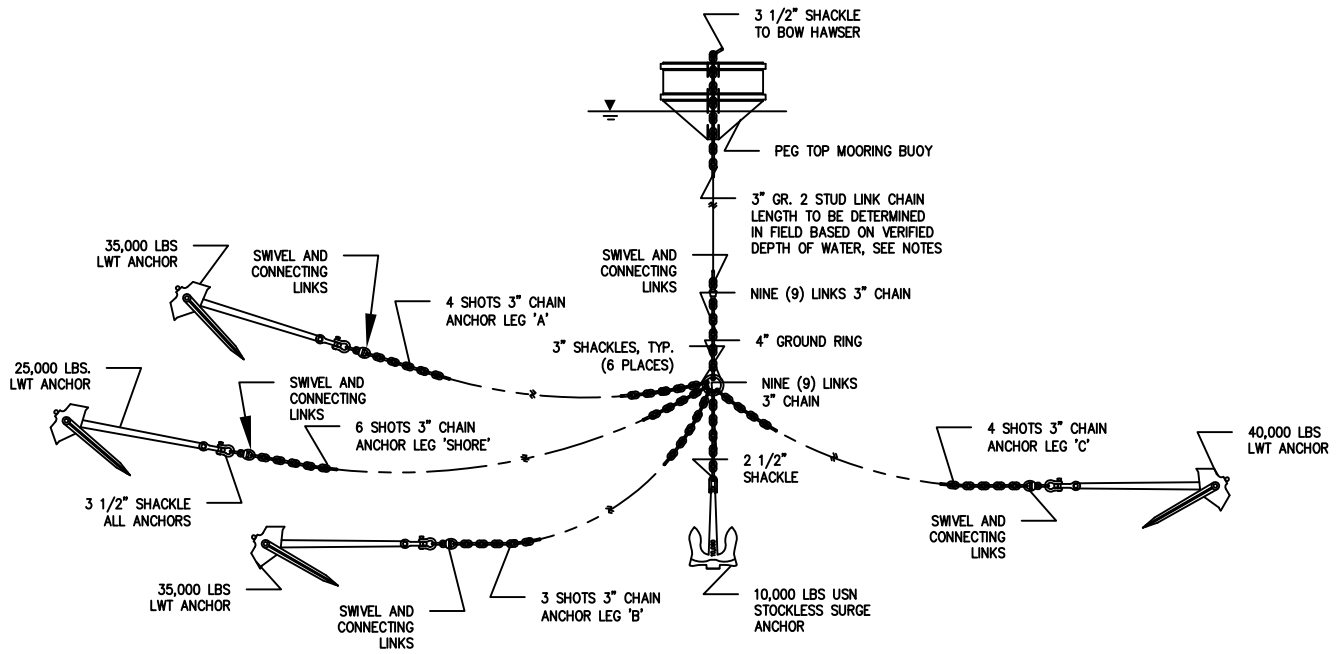 3 1/2" SHACKLE
TO BOW HAWSER
PEG TOP MOORING BUOY
3" GR. 2 STUD LINK CHAIN
LENGTH TO BE DETERMINED
IN FIELD BASED ON VERIFIED
DEPTH OF WATER, SEE NOTES
35,000 LBS
LWT ANCHOR
SWIVEL AND
CONNECTING
LINKS
SWIVEL AND
CONNECTING
LINKS
4 SHOTS 3" CHAIN
ANCHOR LEG 'A'
NINE (9) LINKS 3" CHAIN
3" SHACKLES, TYP.
(6 PLACES)
4" GROUND RING
25,000 LBS.
LWT ANCHOR
SWIVEL AND
CONNECTING
LINKS
NINE (9) LINKS
3" CHAIN
6 SHOTS 3" CHAIN
ANCHOR LEG 'SHORE'
4 SHOTS 3" CHAIN
ANCHOR LEG 'C'
40,000 LBS
LWT ANCHOR
2 1/2"
SHACKLE
3 1/2" SHACKLE
ALL ANCHORS
SWIVEL AND
CONNECTING
LINKS
35,000 LBS
LWT ANCHOR
SWIVEL AND
CONNECTING
LINKS
3 SHOTS 3" CHAIN
ANCHOR LEG 'B'
10,000 LBS USN
STOCKLESS SURGE
ANCHOR